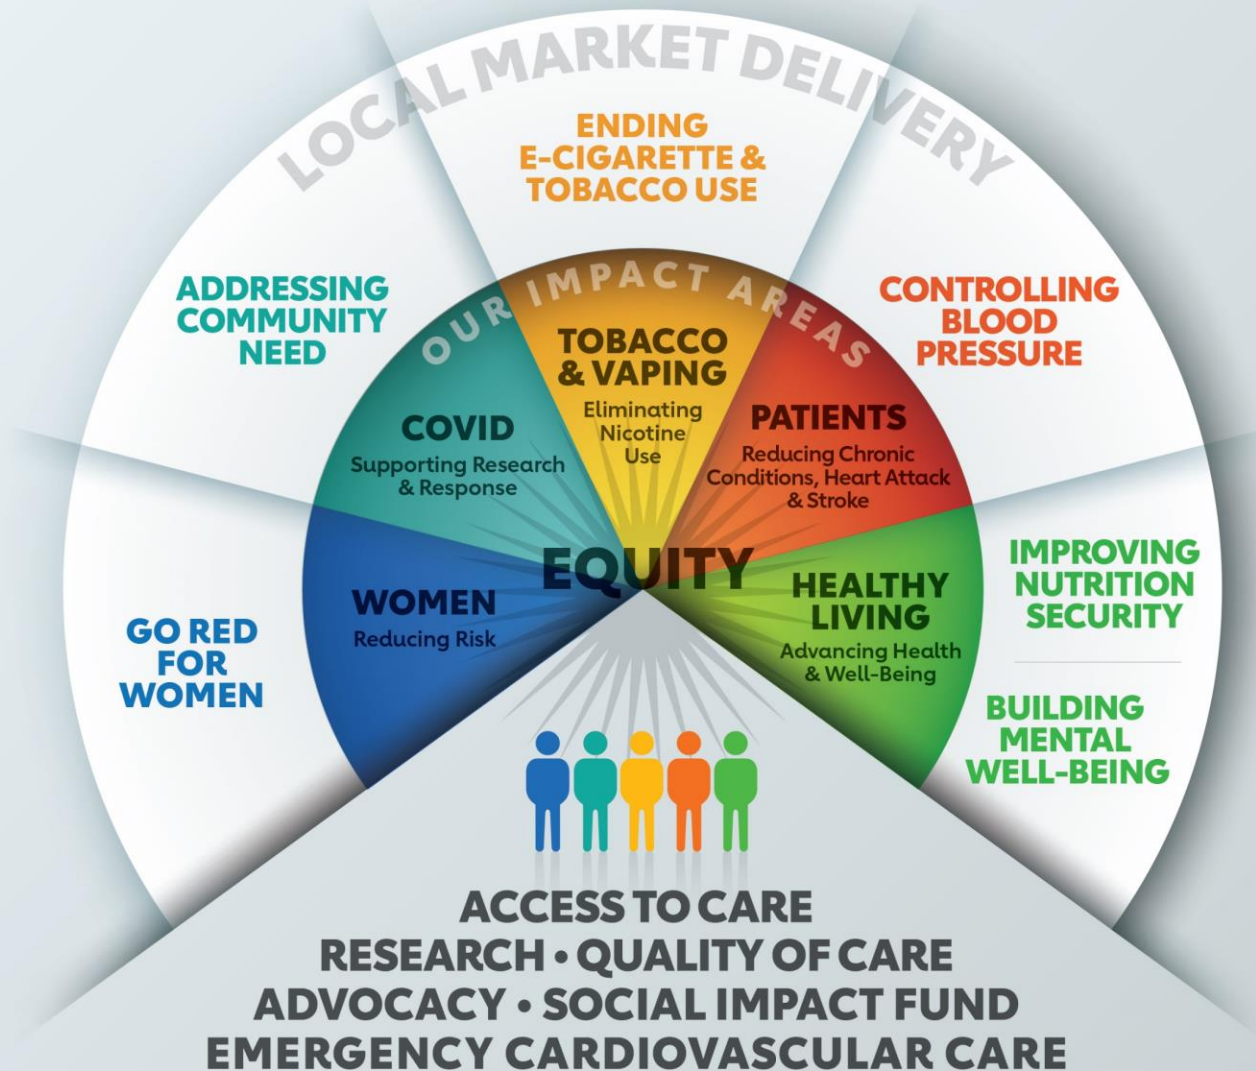 LOCAL MARKET DELIVERY
ENDING
E-CIGARETTE &
TOBACCO USE
ADDRESSING
COMMUNITY
NEED
CONTROLLING
BLOOD
PRESSURE
GO RED
FOR
WOMEN
IMPROVING
NUTRITION
SECURITY
BUILDING
MENTAL
WELL-BEING
OUR IMPACT AREAS
TOBACCO
& VAPING
Eliminating
Nicotine
Use
COVID
Supporting Research
& Response
PATIENTS
Reducing Chronic
Conditions, Heart Attack
& Stroke
WOMEN
Reducing Risk
EQUITY
HEALTHY
LIVING
Advancing Health
& Well-Being
ACCESS TO CARE
RESEARCH • QUALITY OF CARE
ADVOCACY • SOCIAL IMPACT FUND
EMERGENCY CARDIOVASCULAR CARE